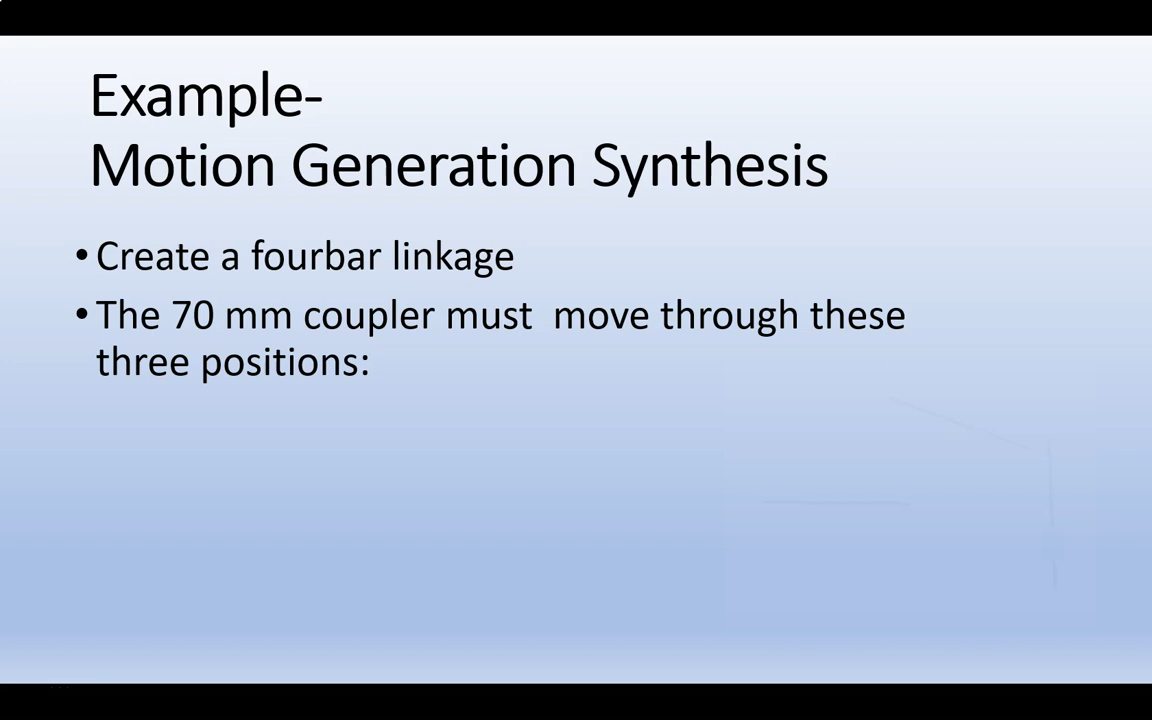 Example-
Motion Generation Synthesis
• Create a fourbar linkage
• The 70 mm coupler must  move through these
three positions: